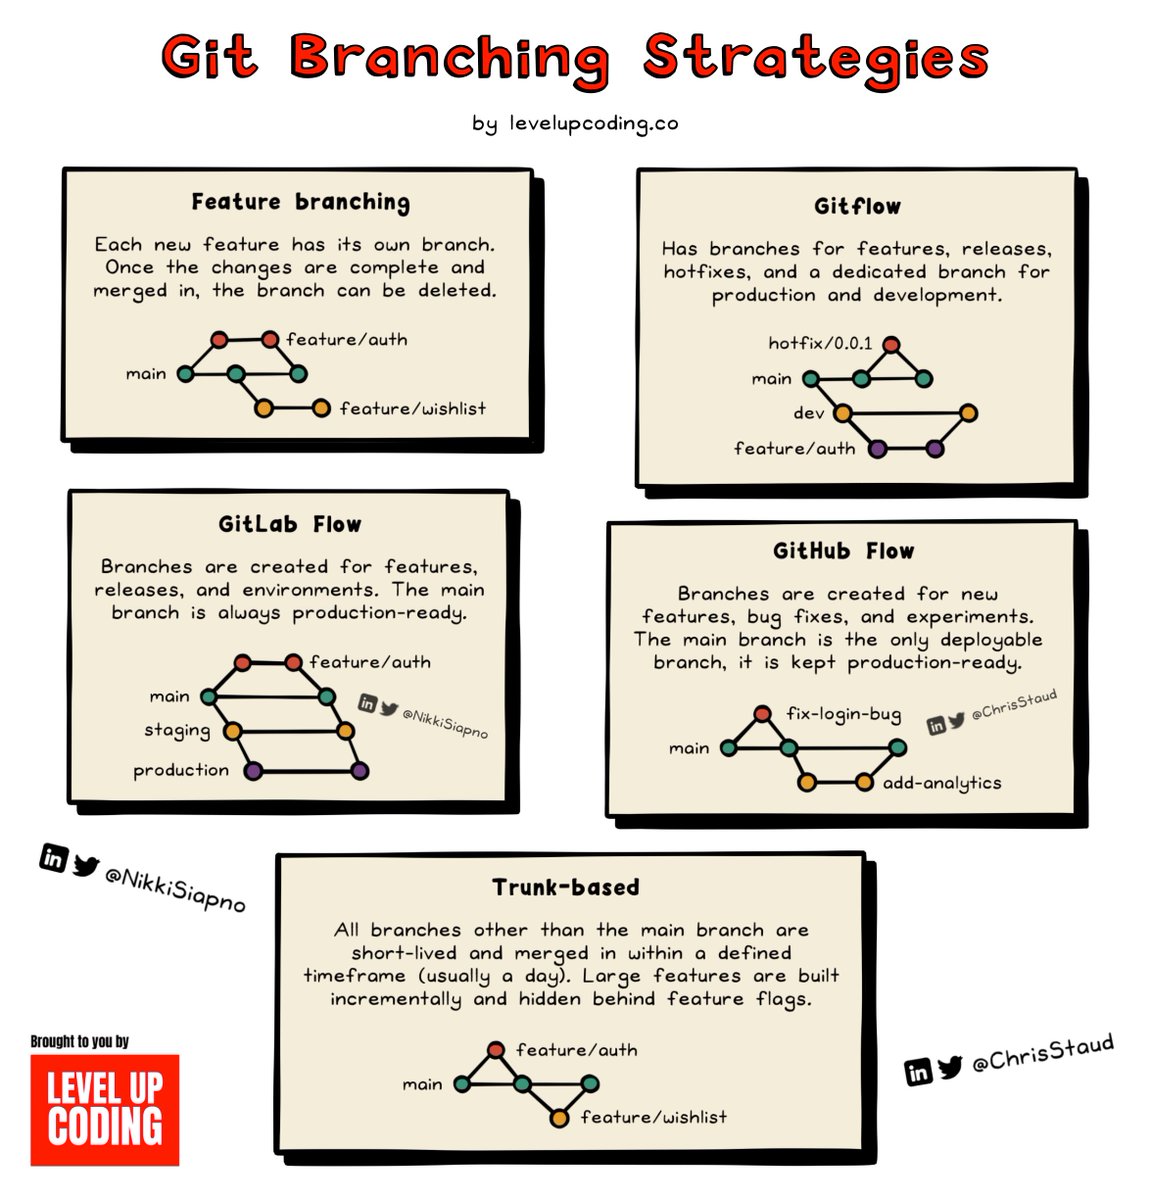 Git Branching Strategies
by levelupcoding.co
Feature branching
Each new feature has its own branch.
Once the changes are complete and
merged in, the branch can be deleted.
feature/auth
main
feature/wishlist
Gitflow
Has branches for features, releases,
hotfixes, and a dedicated branch for
production and development.
hotfix/0.0.1
main
dev
feature/auth
GitLab Flow
Branches are created for features,
releases, and environments. The main
branch is always production-ready.
feature/auth
main
staging
production
in @NikkiSiapno
GitHub Flow
Branches are created for new
features, bug fixes, and experiments.
The main branch is the only deployable
branch, it is kept production-ready.
fix-login-bug
main
add-analytics
in @ChrisStaud
in @NikkiSiapno
Trunk-based
All branches other than the main branch are
short-lived and merged in within a defined
timeframe (usually a day). Large features are built
incrementally and hidden behind feature flags.
feature/auth
main
feature/wishlist
Brought to you by
LEVEL UP
CODING
in @ChrisStaud